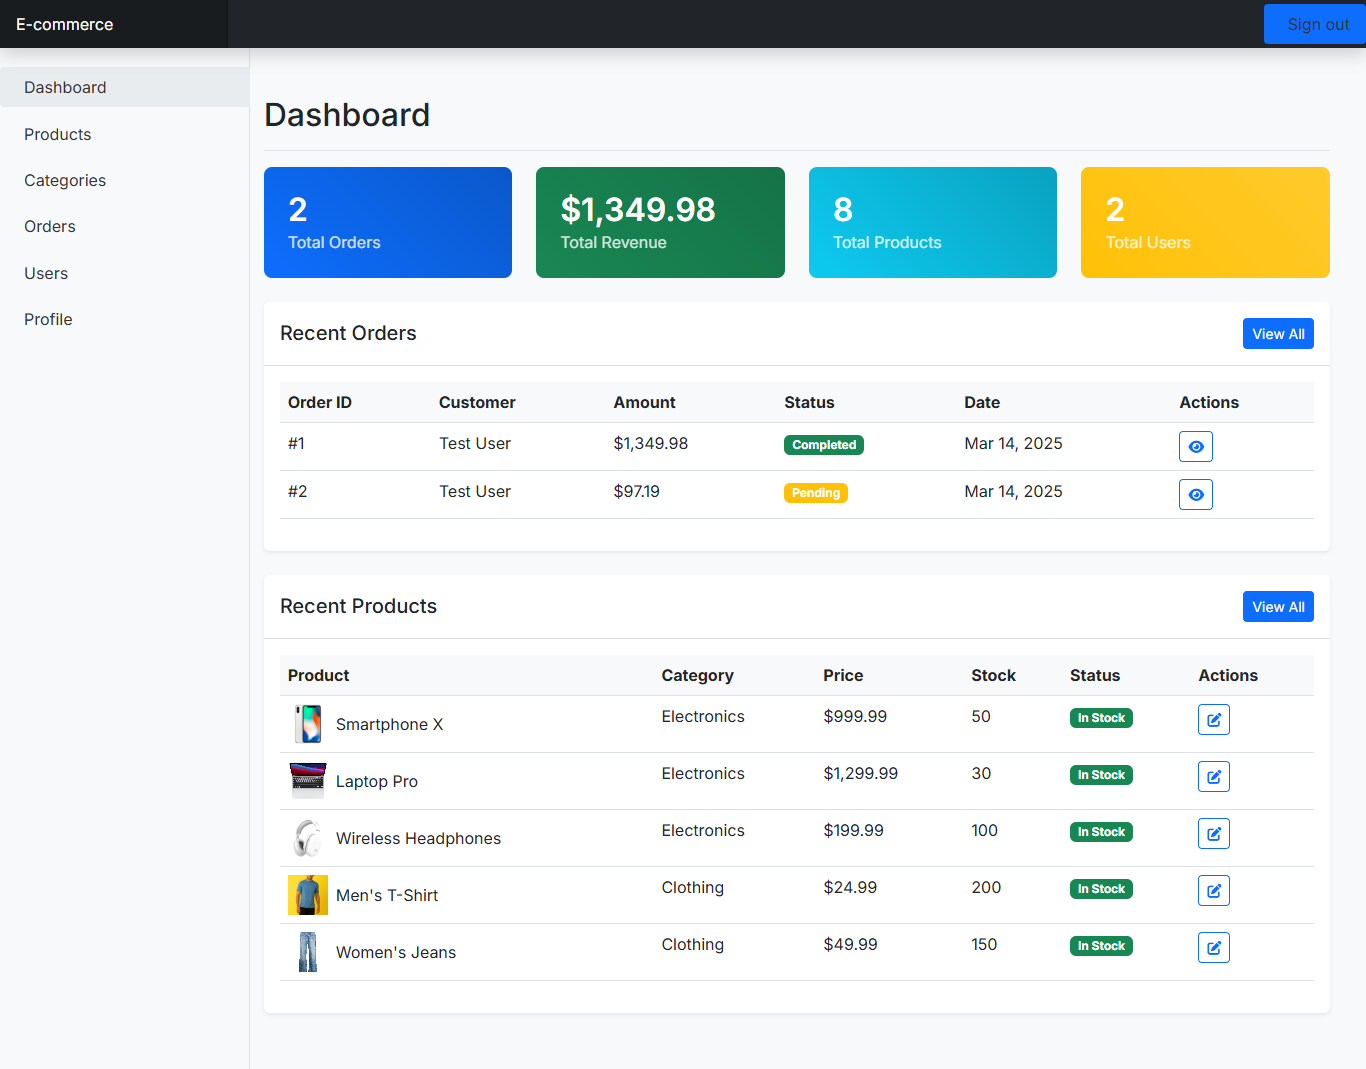 E-commerce
Sign out
Dashboard
Products
Categories
Orders
Users
Profile
Dashboard
2
Total Orders
$1,349.98
Total Revenue
8
Total Products
2
Total Users
Recent Orders
View All
Order ID Customer Amount Status Date Actions
#1 Test User $1,349.98 Completed Mar 14, 2025
#2 Test User $97.19 Pending Mar 14, 2025
Recent Products
View All
Product Category Price Stock Status Actions
Smartphone X Electronics $999.99 50 In Stock
Laptop Pro Electronics $1,299.99 30 In Stock
Wireless Headphones Electronics $199.99 100 In Stock
Men's T-Shirt Clothing $24.99 200 In Stock
Women's Jeans Clothing $49.99 150 In Stock